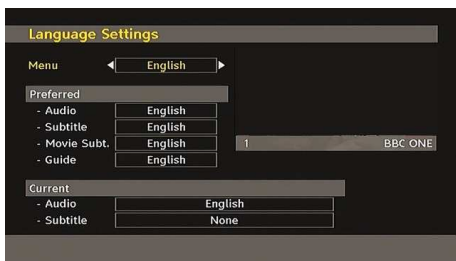 Language Settings
Menu English
Preferred
- Audio English
- Subtitle English
- Movie Subt. English
- Guide English
1 BBC ONE
Current
- Audio English
- Subtitle None